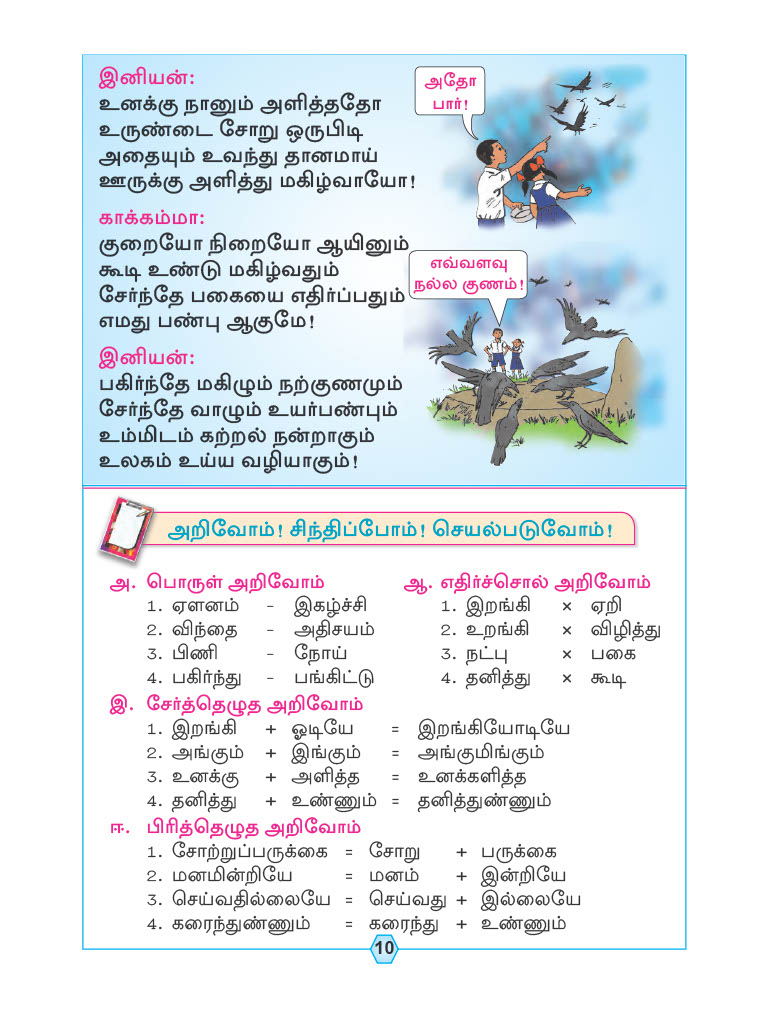 இனியன்:
உனக்கு நானும் அளித்ததோ
உருண்டை சோறு ஒருபிடி
அதையும் உவந்து தானமாய்
ஊருக்கு அளித்து மகிழ்வாயோ!
அதோ
பார்!
காக்கம்மா:
குறையோ நிறையோ ஆயினும்
கூடி உண்டு மகிழ்வதும்
சேர்ந்தே பகையை எதிர்ப்பதும்
எமது பண்பு ஆகுமே!
எவ்வளவு
நல்ல குணம்!
இனியன்:
பகிர்ந்தே மகிழும் நற்குணமும்
சேர்ந்தே வாழும் உயர்பண்பும்
உம்மிடம் கற்றல் நன்றாகும்
உலகம் உய்ய வழியாகும்!
அறிவோம்! சிந்திப்போம்! செயல்படுவோம்!
அ. பொருள் அறிவோம்
1. ஏளனம் - இகழ்ச்சி
2. விந்தை - அதிசயம்
3. பிணி - நோய்
4. பகிர்ந்து - பங்கிட்டு
ஆ. எதிர்ச்சொல் அறிவோம்
1. இறங்கி × ஏறி
2. உறங்கி × விழித்து
3. நட்பு × பகை
4. தனித்து × கூடி
இ. சேர்த்தெழுத அறிவோம்
1. இறங்கி + ஓடியே = இறங்கியோடியே
2. அங்கும் + இங்கும் = அங்குமிங்கும்
3. உனக்கு + அளித்த = உனக்களித்த
4. தனித்து + உண்ணும் = தனித்துண்ணும்
ஈ. பிரித்தெழுத அறிவோம்
1. சோற்றுப்பருக்கை = சோறு + பருக்கை
2. மனமின்றியே = மனம் + இன்றியே
3. செய்வதில்லையே = செய்வது + இல்லையே
4. கரைந்துண்ணும் = கரைந்து + உண்ணும்
10